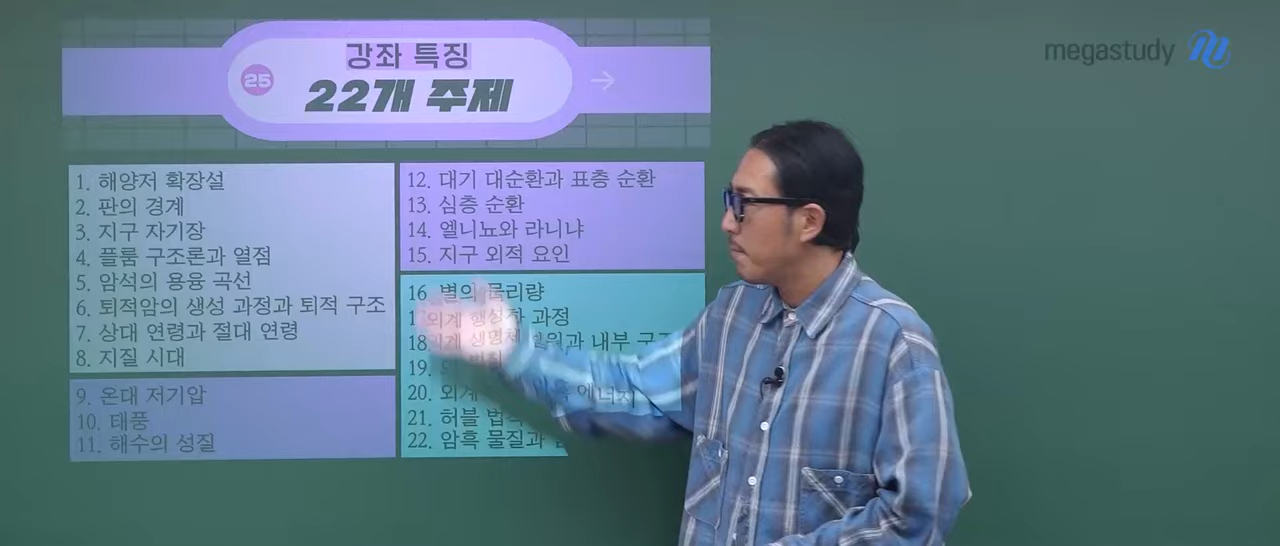 megastudy
강좌 특징
25
22개 주제
1. 해양저 확장설
2. 판의 경계
3. 지구 자기장
4. 플룸 구조론과 열점
5. 암석의 용융 곡선
6. 퇴적암의 생성 과정과 퇴적 구조
7. 상대 연령과 절대 연령
8. 지질 시대
9. 온대 저기압
10. 태풍
11. 해수의 성질
12. 대기 대순환과 표층 순환
13. 심층 순환
14. 엘니뇨와 라니냐
15. 지구 외적 요인
16. 별의 물리량
과정
18. 내부
19.
20. 외계 에너지
21. 허블
22. 암흑 물질과